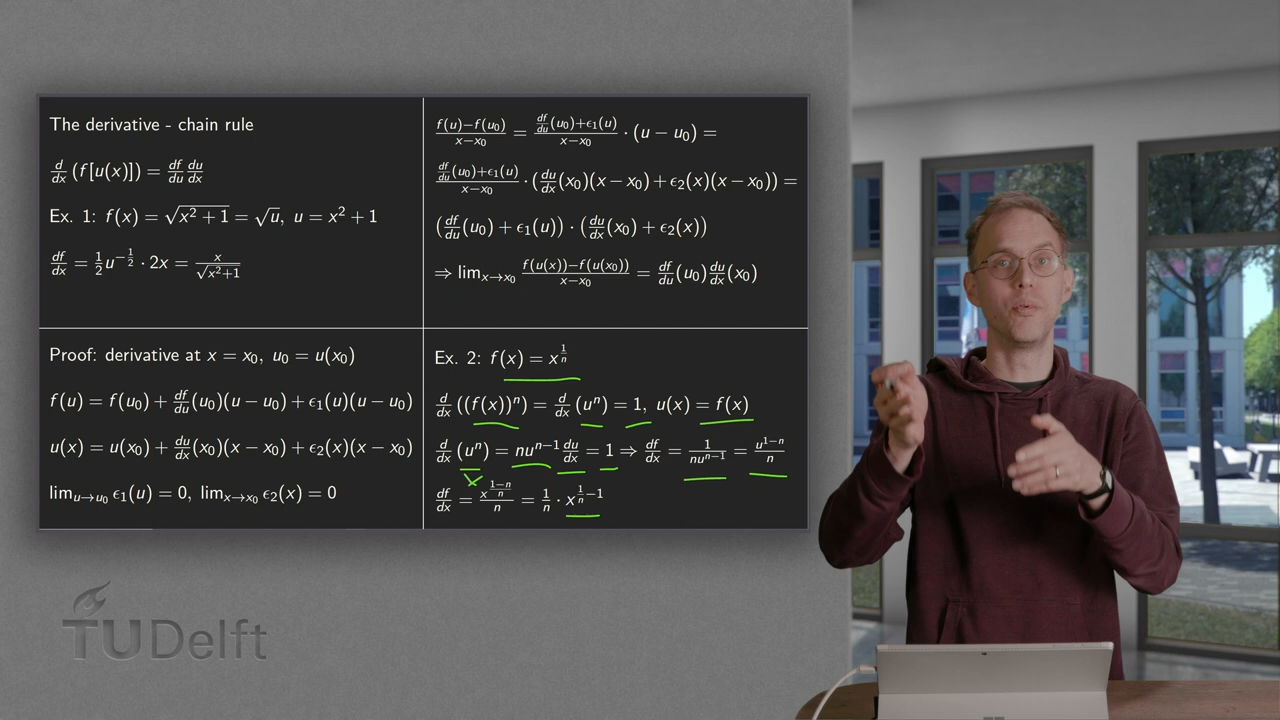 The derivative - chain rule
d/dx (f[u(x)]) = df/du du/dx
Ex. 1: f(x) = √(x² + 1) = √u, u = x² + 1
df/dx = 1/2 u^(-1/2) · 2x = x/√(x²+1)
Proof: derivative at x = x₀, u₀ = u(x₀)
f(u) = f(u₀) + df/du(u₀)(u − u₀) + ϵ₁(u)(u − u₀)
u(x) = u(x₀) + du/dx(x₀)(x − x₀) + ϵ₂(x)(x − x₀)
lim_(u→u₀) ϵ₁(u) = 0, lim_(x→x₀) ϵ₂(x) = 0
(f(u)−f(u₀))/(x−x₀) = (df/du(u₀)+ϵ₁(u))/(x−x₀) · (u − u₀) =
(df/du(u₀)+ϵ₁(u))/(x−x₀) · (du/dx(x₀)(x − x₀) + ϵ₂(x)(x − x₀)) =
(df/du(u₀) + ϵ₁(u)) · (du/dx(x₀) + ϵ₂(x))
⇒ lim_(x→x₀) (f(u(x))−f(u(x₀)))/(x−x₀) = df/du(u₀) du/dx(x₀)
Ex. 2: f(x) = x^(1/n)
d/dx ((f(x))ⁿ) = d/dx (uⁿ) = 1, u(x) = f(x)
d/dx (uⁿ) = nu^(n−1) du/dx = 1 ⇒ df/dx = 1/(nu^(n−1)) = u^(1−n)/n
x
df/dx = x^((1−n)/n)/n = 1/n · x^(1/n −1)
TU Delft